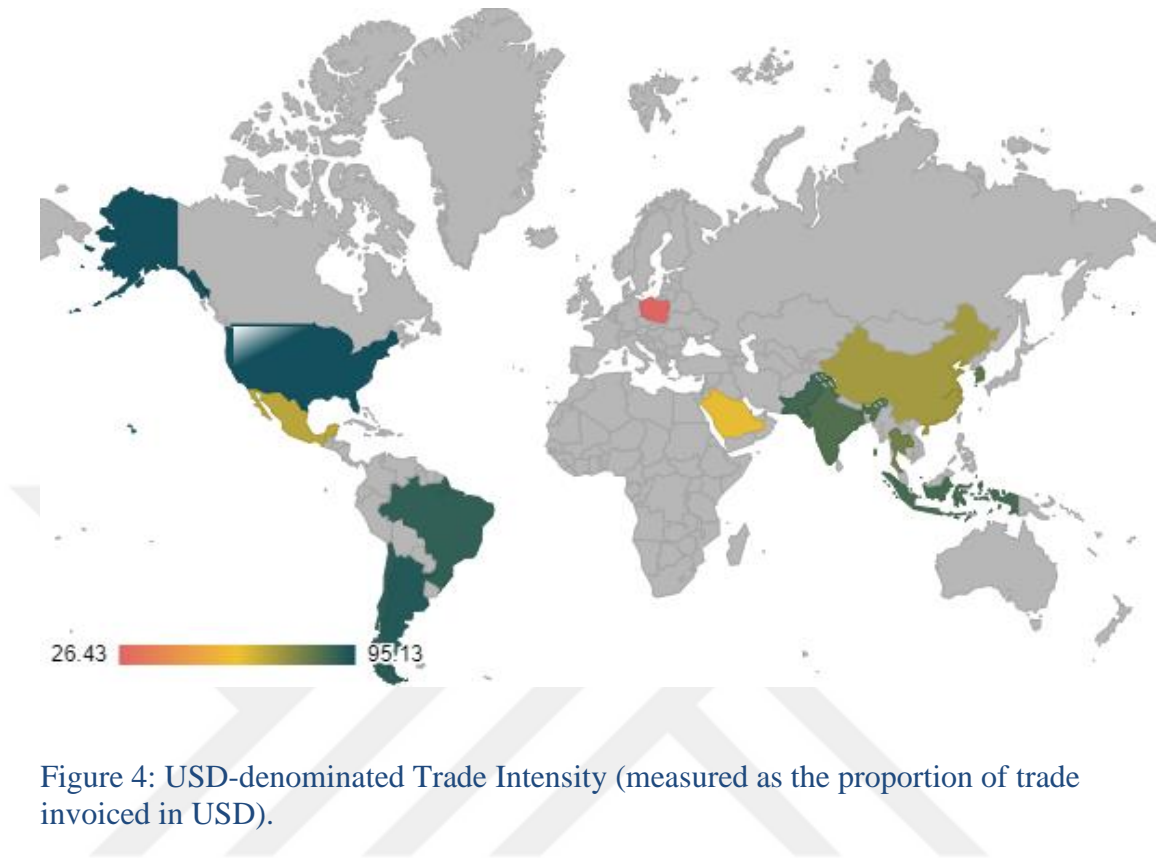 26.43 95.13
Figure 4: USD-denominated Trade Intensity (measured as the proportion of trade
invoiced in USD).